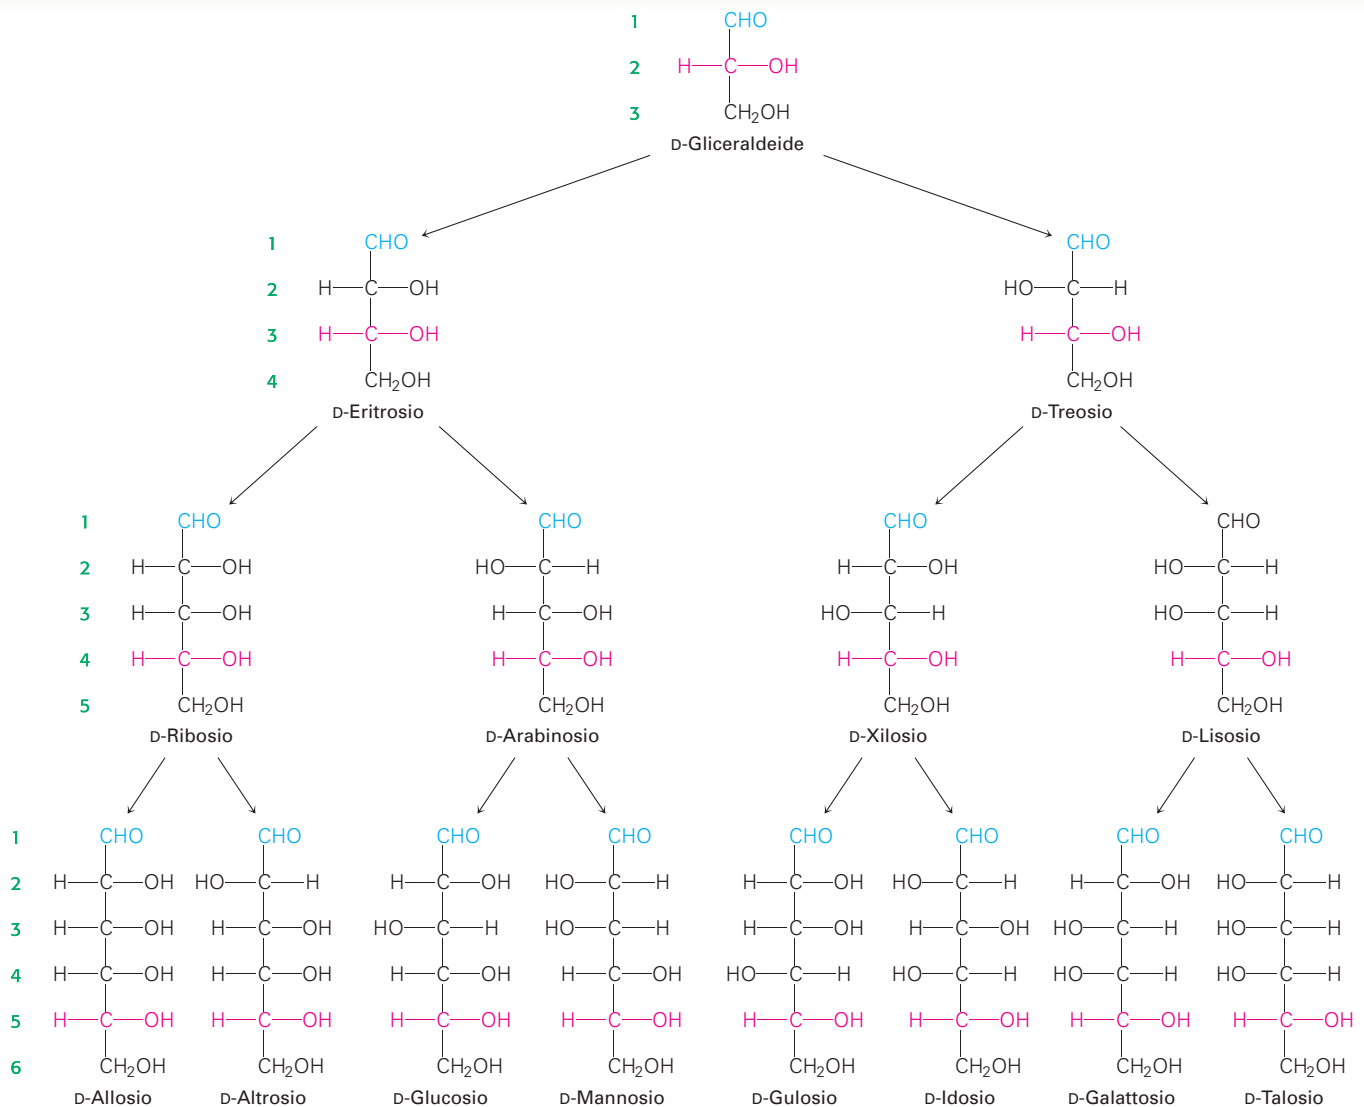 1 CHO
2 H C OH
3 CH₂OH
D-Gliceraldeide
1 CHO CHO
2 H C OH HO C H
3 H C OH H C OH
4 CH₂OH CH₂OH
D-Eritrosio D-Treosio
1 CHO CHO CHO CHO
2 H C OH HO C H H C OH HO C H
3 H C OH H C OH HO C H HO C H
4 H C OH H C OH H C OH H C OH
5 CH₂OH CH₂OH CH₂OH CH₂OH
D-Ribosio D-Arabinosio D-Xilosio D-Lisosio
1 CHO CHO CHO CHO CHO CHO CHO CHO
2 H C OH HO C H H C OH HO C H H C OH HO C H H C OH HO C H
3 H C OH H C OH HO C H HO C H H C OH H C OH HO C H HO C H
4 H C OH H C OH H C OH H C OH HO C H HO C H HO C H HO C H
5 H C OH H C OH H C OH H C OH H C OH H C OH H C OH H C OH
6 CH₂OH CH₂OH CH₂OH CH₂OH CH₂OH CH₂OH CH₂OH CH₂OH
D-Allosio D-Altrosio D-Glucosio D-Mannosio D-Gulosio D-Idosio D-Galattosio D-Talosio